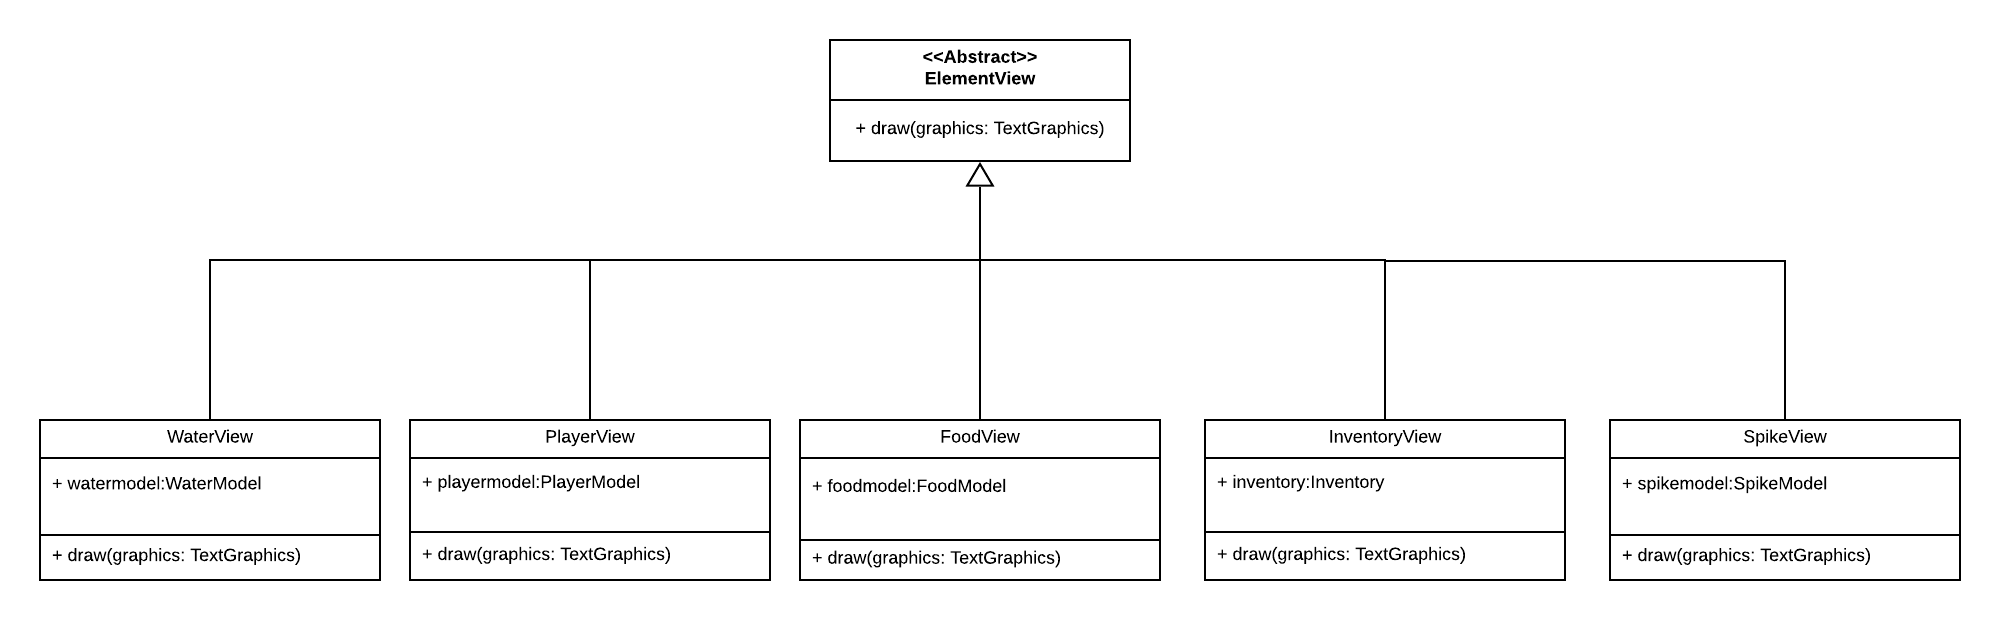 <<Abstract>>
ElementView
+ draw(graphics: TextGraphics)
WaterView
+ watermodel:WaterModel
+ draw(graphics: TextGraphics)
PlayerView
+ playermodel:PlayerModel
+ draw(graphics: TextGraphics)
FoodView
+ foodmodel:FoodModel
+ draw(graphics: TextGraphics)
InventoryView
+ inventory:Inventory
+ draw(graphics: TextGraphics)
SpikeView
+ spikemodel:SpikeModel
+ draw(graphics: TextGraphics)